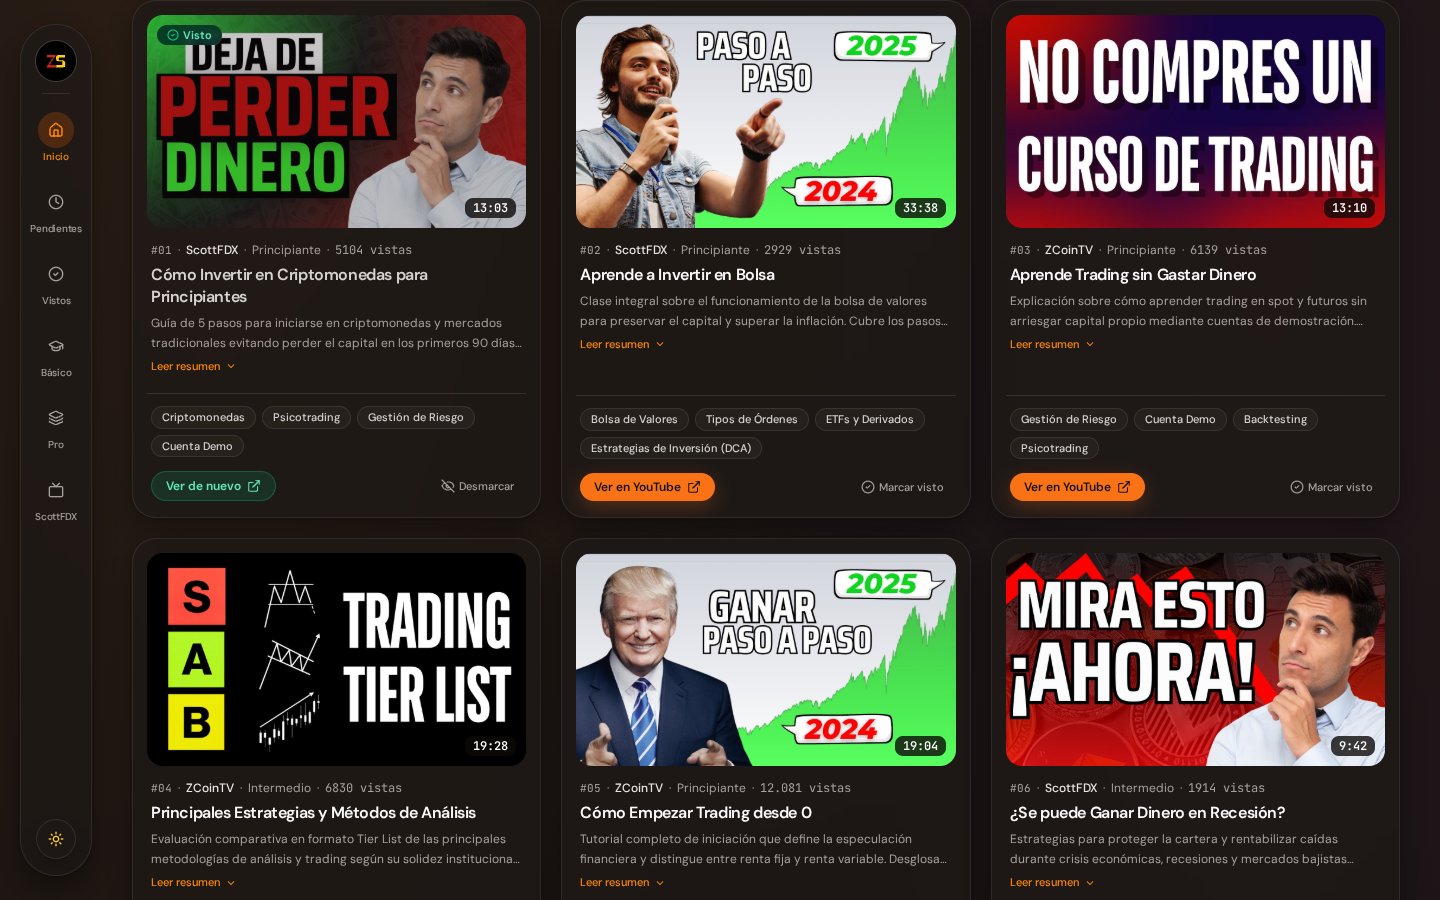 ZS
Inicio
Pendientes
Vistos
Básico
Pro
ScottFDX
Visto
DEJA DE
PERDER
DINERO
13:03
#01 · ScottFDX · Principiante · 5104 vistas
Cómo Invertir en Criptomonedas para
Principiantes
Guía de 5 pasos para iniciarse en criptomonedas y mercados
tradicionales evitando perder el capital en los primeros 90 días...
Leer resumen
Criptomonedas
Psicotrading
Gestión de Riesgo
Cuenta Demo
Ver de nuevo
Desmarcar
PASO A
PASO
2025
2024
33:38
#02 · ScottFDX · Principiante · 2929 vistas
Aprende a Invertir en Bolsa
Clase integral sobre el funcionamiento de la bolsa de valores
para preservar el capital y superar la inflación. Cubre los pasos...
Leer resumen
Bolsa de Valores
Tipos de Órdenes
ETFs y Derivados
Estrategias de Inversión (DCA)
Ver en YouTube
Marcar visto
NO COMPRES UN
CURSO DE TRADING
13:10
#03 · ZCoinTV · Principiante · 6139 vistas
Aprende Trading sin Gastar Dinero
Explicación sobre cómo aprender trading en spot y futuros sin
arriesgar capital propio mediante cuentas de demostración....
Leer resumen
Gestión de Riesgo
Cuenta Demo
Backtesting
Psicotrading
Ver en YouTube
Marcar visto
S
A
B
TRADING
TIER LIST
19:28
#04 · ZCoinTV · Intermedio · 6830 vistas
Principales Estrategias y Métodos de Análisis
Evaluación comparativa en formato Tier List de las principales
metodologías de análisis y trading según su solidez instituciona...
Leer resumen
GANAR
PASO A PASO
2025
2024
19:04
#05 · ZCoinTV · Principiante · 12.081 vistas
Cómo Empezar Trading desde 0
Tutorial completo de iniciación que define la especulación
financiera y distingue entre renta fija y renta variable. Desglosa...
Leer resumen
MIRA ESTO
¡AHORA!
9:42
#06 · ScottFDX · Intermedio · 1914 vistas
¿Se puede Ganar Dinero en Recesión?
Estrategias para proteger la cartera y rentabilizar caídas
durante crisis económicas, recesiones y mercados bajistas...
Leer resumen